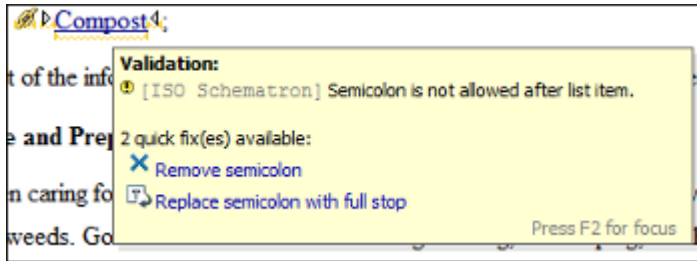 Compost;
t of the info
Validation:
[ISO Schematron] Semicolon is not allowed after list item.
e and Prep
2 quick fix(es) available:
Remove semicolon
n caring fo
Replace semicolon with full stop
Press F2 for focus
weeds. Go